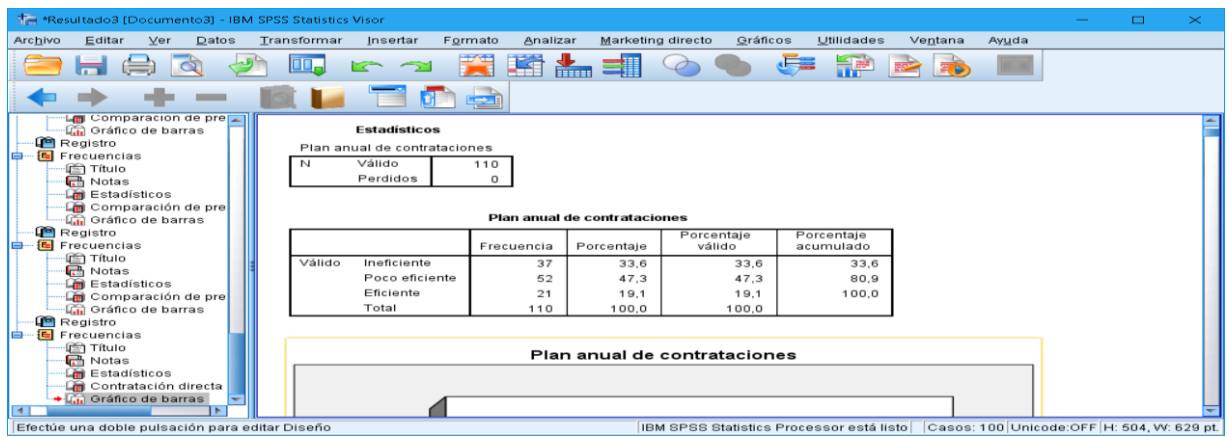 *Resultado3 [Documento3] - IBM SPSS Statistics Visor
Archivo Editar Ver Datos Transformar Insertar Formato Analizar Marketing directo Gráficos Utilidades Ventana Ayuda
Comparación de pre
Gráfico de barras
Registro
Frecuencias
Título
Notas
Estadísticos
Comparación de pre
Gráfico de barras
Registro
Frecuencias
Título
Notas
Estadísticos
Comparación de pre
Gráfico de barras
Registro
Frecuencias
Título
Notas
Estadísticos
Contratación directa
Gráfico de barras
Estadísticos
Plan anual de contrataciones
N Válido 110
Perdidos 0
Plan anual de contrataciones
Frecuencia Porcentaje Porcentaje válido Porcentaje acumulado
Válido Ineficiente 37 33,6 33,6 33,6
Poco eficiente 52 47,3 47,3 80,9
Eficiente 21 19,1 19,1 100,0
Total 110 100,0 100,0
Plan anual de contrataciones
Efectúe una doble pulsación para editar Diseño IBM SPSS Statistics Processor está listo Casos: 100 Unicode:OFF H: 504, W: 629 pt.